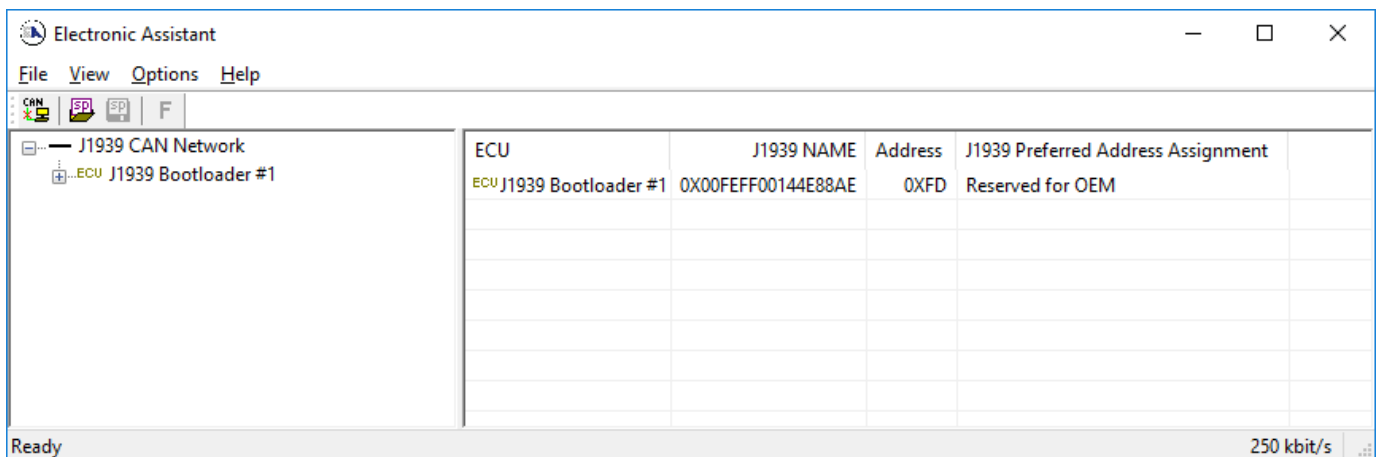 Electronic Assistant
File View Options Help
CAN SP SP F
J1939 CAN Network
ECU J1939 Bootloader #1
ECU J1939 NAME Address J1939 Preferred Address Assignment
ECU J1939 Bootloader #1 0X00FEFF00144E88AE 0XFD Reserved for OEM
Ready 250 kbit/s